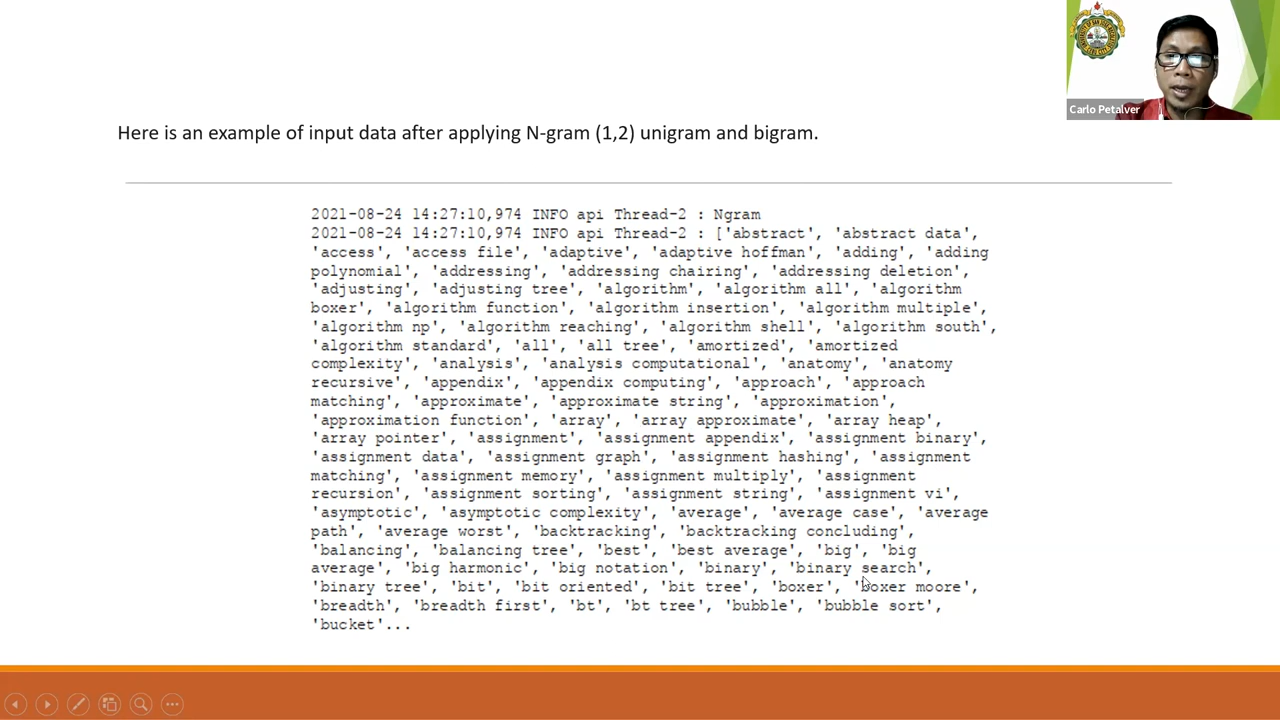 Carlo Petalver
Here is an example of input data after applying N-gram (1,2) unigram and bigram.
2021-08-24 14:27:10,974 INFO api Thread-2 : Ngram
2021-08-24 14:27:10,974 INFO api Thread-2 : ['abstract', 'abstract data',
'access', 'access file', 'adaptive', 'adaptive hoffman', 'adding', 'adding
polynomial', 'addressing', 'addressing chairing', 'addressing deletion',
'adjusting', 'adjusting tree', 'algorithm', 'algorithm all', 'algorithm
boxer', 'algorithm function', 'algorithm insertion', 'algorithm multiple',
'algorithm np', 'algorithm reaching', 'algorithm shell', 'algorithm south',
'algorithm standard', 'all', 'all tree', 'amortized', 'amortized
complexity', 'analysis', 'analysis computational', 'anatomy', 'anatomy
recursive', 'appendix', 'appendix computing', 'approach', 'approach
matching', 'approximate', 'approximate string', 'approximation',
'approximation function', 'array', 'array approximate', 'array heap',
'array pointer', 'assignment', 'assignment appendix', 'assignment binary',
'assignment data', 'assignment graph', 'assignment hashing', 'assignment
matching', 'assignment memory', 'assignment multiply', 'assignment
recursion', 'assignment sorting', 'assignment string', 'assignment vi',
'asymptotic', 'asymptotic complexity', 'average', 'average case', 'average
path', 'average worst', 'backtracking', 'backtracking concluding',
'balancing', 'balancing tree', 'best', 'best average', 'big', 'big
average', 'big harmonic', 'big notation', 'binary', 'binary search',
'binary tree', 'bit', 'bit oriented', 'bit tree', 'boxer', 'boxer moore',
'breadth', 'breadth first', 'bt', 'bt tree', 'bubble', 'bubble sort',
'bucket'...